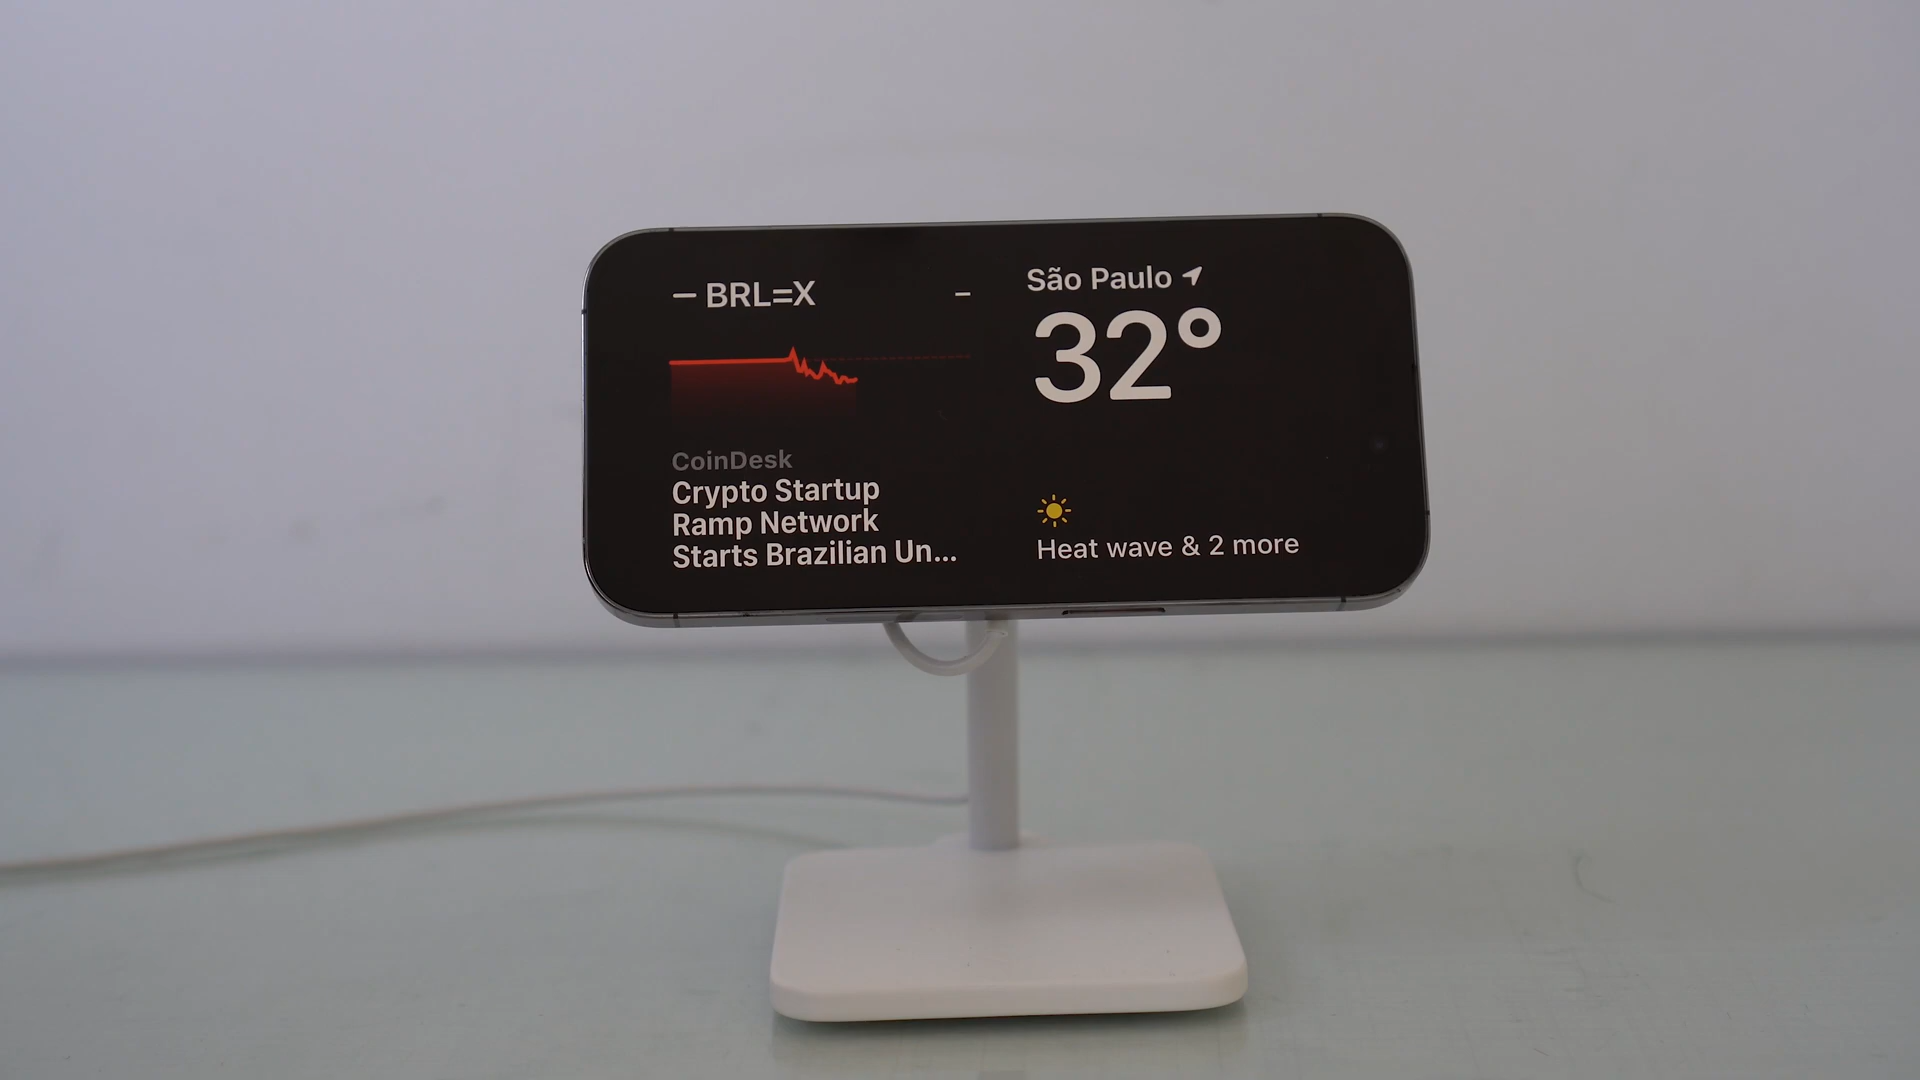 – BRL=X –
CoinDesk
Crypto Startup
Ramp Network
Starts Brazilian Un...
São Paulo
32°
Heat wave & 2 more